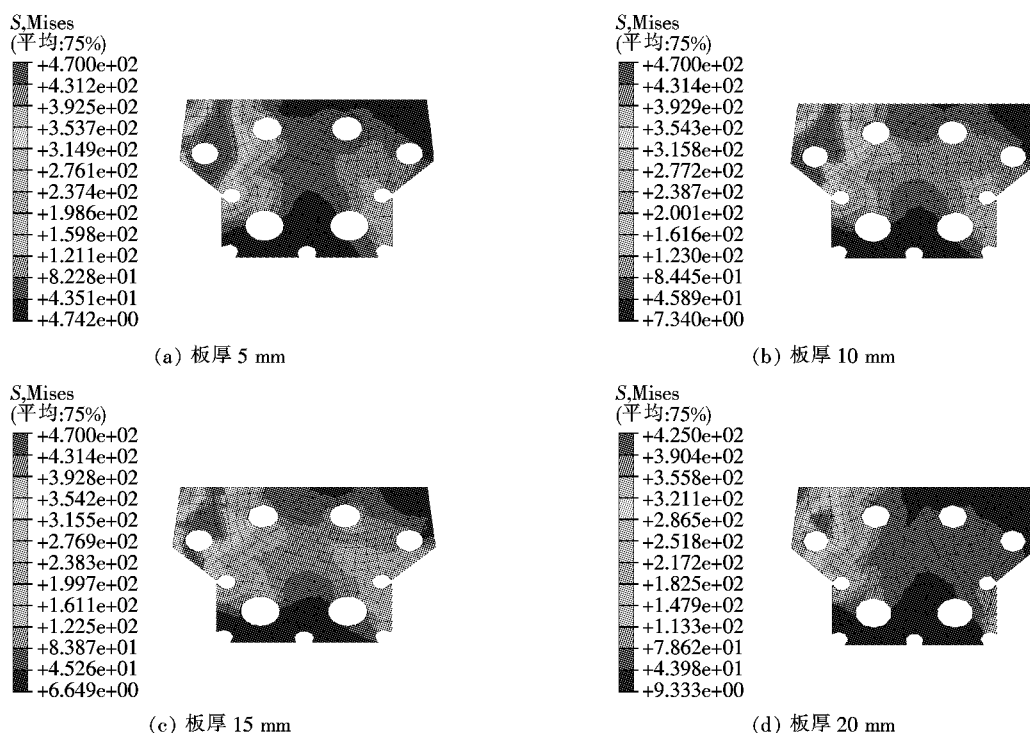 S,Mises
(平均:75%)
+4.700e+02
+4.312e+02
+3.925e+02
+3.537e+02
+3.149e+02
+2.761e+02
+2.374e+02
+1.986e+02
+1.598e+02
+1.211e+02
+8.228e+01
+4.351e+01
+4.742e+00
(a) 板厚 5 mm
S,Mises
(平均:75%)
+4.700e+02
+4.314e+02
+3.929e+02
+3.543e+02
+3.158e+02
+2.772e+02
+2.387e+02
+2.001e+02
+1.616e+02
+1.230e+02
+8.445e+01
+4.589e+01
+7.340e+00
(b) 板厚 10 mm
S,Mises
(平均:75%)
+4.700e+02
+4.314e+02
+3.928e+02
+3.542e+02
+3.155e+02
+2.769e+02
+2.383e+02
+1.997e+02
+1.611e+02
+1.225e+02
+8.387e+01
+4.526e+01
+6.649e+00
(c) 板厚 15 mm
S,Mises
(平均:75%)
+4.250e+02
+3.904e+02
+3.558e+02
+3.211e+02
+2.865e+02
+2.518e+02
+2.172e+02
+1.825e+02
+1.479e+02
+1.133e+02
+7.862e+01
+4.398e+01
+9.333e+00
(d) 板厚 20 mm